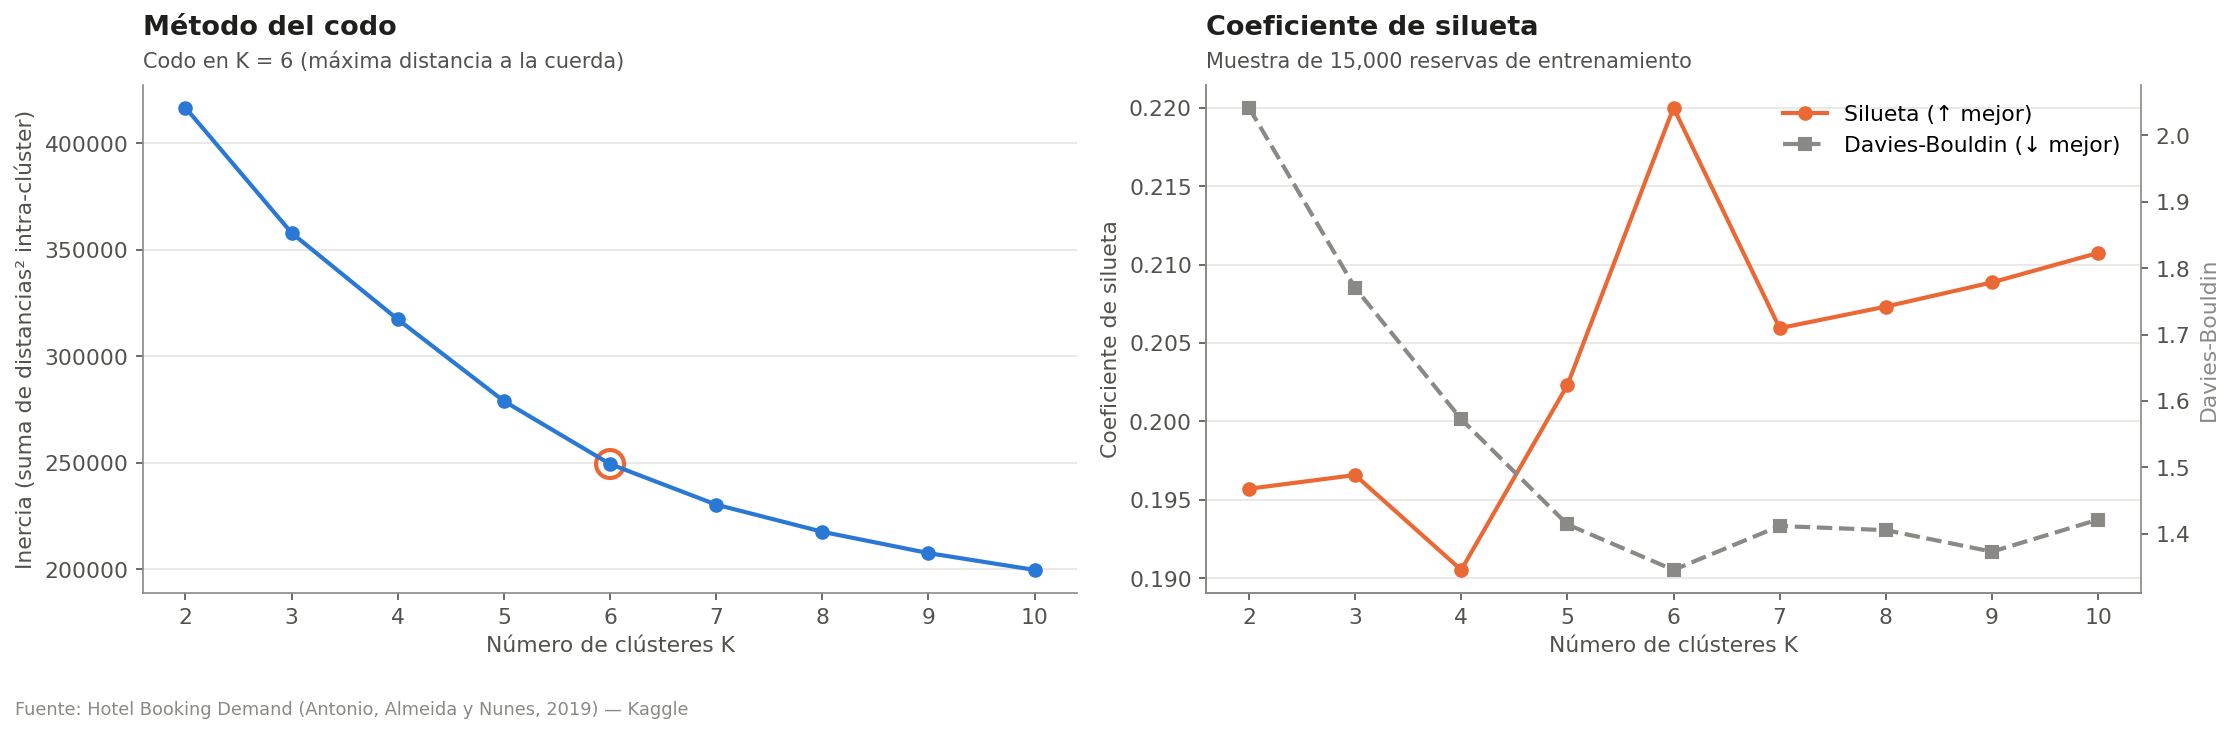 Método del codo
Codo en K = 6 (máxima distancia a la cuerda)
Inercia (suma de distancias² intra-clúster)
400000
350000
300000
250000
200000
2 3 4 5 6 7 8 9 10
Número de clústeres K
Coeficiente de silueta
Muestra de 15,000 reservas de entrenamiento
Silueta (↑ mejor)
Davies-Bouldin (↓ mejor)
Coeficiente de silueta
0.220
0.215
0.210
0.205
0.200
0.195
0.190
2.0
1.9
1.8
1.7
1.6
1.5
1.4
Davies-Bouldin
2 3 4 5 6 7 8 9 10
Número de clústeres K
Fuente: Hotel Booking Demand (Antonio, Almeida y Nunes, 2019) — Kaggle